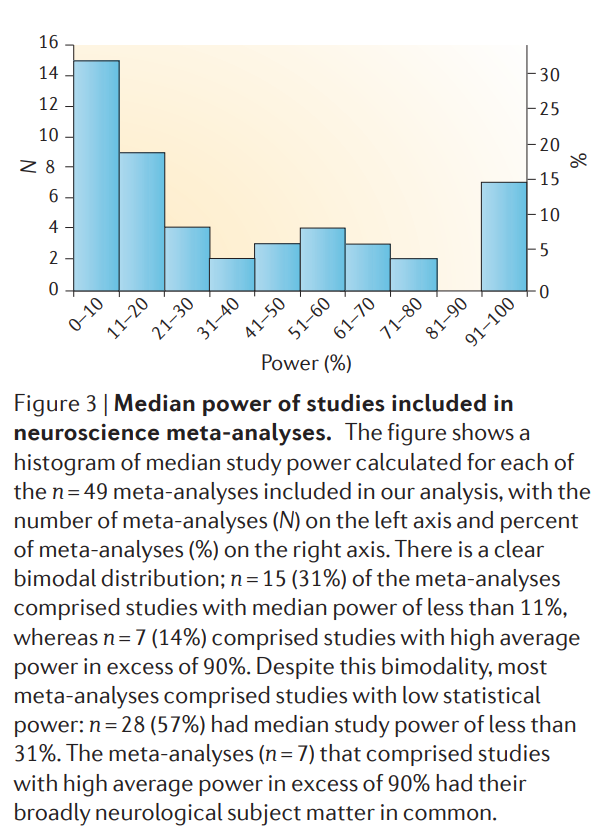 16
14
12
10
8
6
4
2
0
N
30
25
20
15
10
5
0
%
0–10
11–20
21–30
31–40
41–50
51–60
61–70
71–80
81–90
91–100
Power (%)
Figure 3 | Median power of studies included in
neuroscience meta-analyses. The figure shows a
histogram of median study power calculated for each of
the n = 49 meta-analyses included in our analysis, with the
number of meta-analyses (N) on the left axis and percent
of meta-analyses (%) on the right axis. There is a clear
bimodal distribution; n = 15 (31%) of the meta-analyses
comprised studies with median power of less than 11%,
whereas n = 7 (14%) comprised studies with high average
power in excess of 90%. Despite this bimodality, most
meta-analyses comprised studies with low statistical
power: n = 28 (57%) had median study power of less than
31%. The meta-analyses (n = 7) that comprised studies
with high average power in excess of 90% had their
broadly neurological subject matter in common.